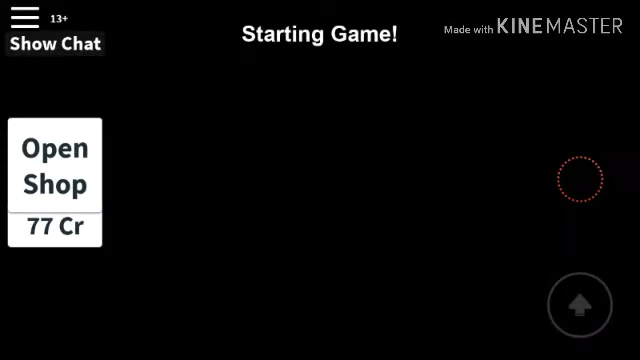 13+
Show Chat
Starting Game!
Made with KINEMASTER
Open
Shop
77 Cr